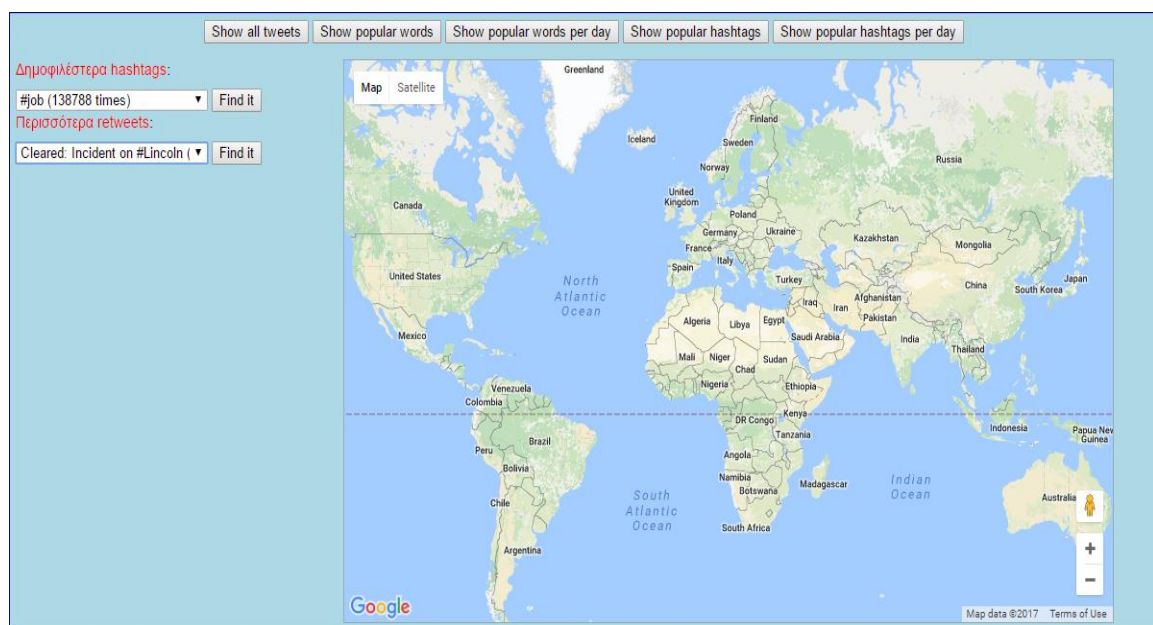 Show all tweets Show popular words Show popular words per day Show popular hashtags Show popular hashtags per day
Δημοφιλέστερα hashtags:
#job (138788 times) Find it
Περισσότερα retweets:
Cleared: Incident on #Lincoln ( Find it
Map Satellite
Greenland
Iceland
Finland
Sweden
Norway
Russia
United
Kingdom
Canada
Poland
Germany
Ukraine
Kazakhstan
Mongolia
France
Italy
Spain
United States
Turkey
China
South Korea
Japan
North
Atlantic
Ocean
Iraq
Iran
Afghanistan
Pakistan
Algeria
Libya
Egypt
Saudi Arabia
India
Mexico
Mali
Niger
Chad
Sudan
Thailand
Nigeria
Ethiopia
Venezuela
Colombia
DR Congo
Kenya
Tanzania
Indonesia
Papua New
Guinea
Brazil
Peru
Angola
Bolivia
Namibia
Botswana
Madagascar
Indian
Ocean
Chile
South
Atlantic
Ocean
Australia
South Africa
Argentina
+
−
Google
Map data ©2017 Terms of Use